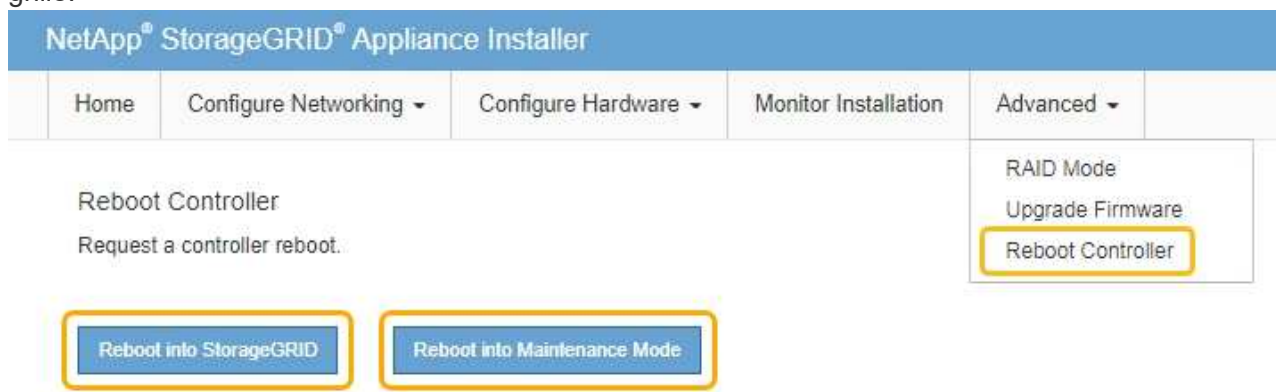 grille.
NetApp® StorageGRID® Appliance Installer
Home Configure Networking Configure Hardware Monitor Installation Advanced
RAID Mode
Upgrade Firmware
Reboot Controller
Reboot Controller
Request a controller reboot.
Reboot into StorageGRID Reboot into Maintenance Mode